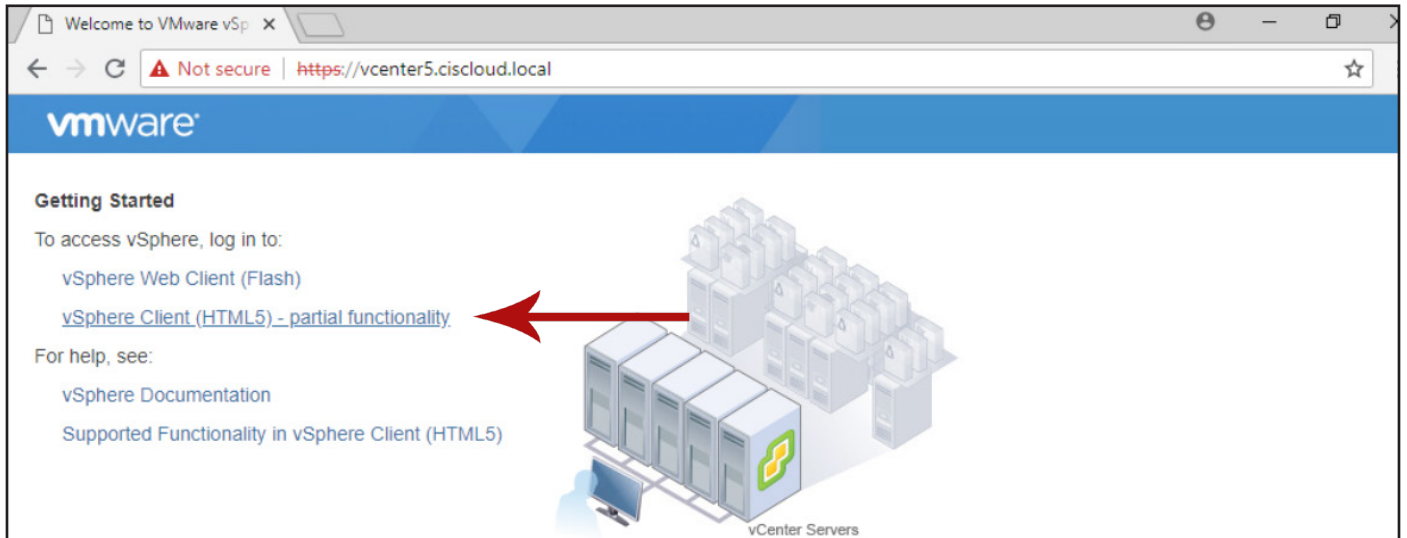 Welcome to VMware vSp
Not secure | https://vcenter5.ciscloud.local
vmware
Getting Started
To access vSphere, log in to:
vSphere Web Client (Flash)
vSphere Client (HTML5) - partial functionality
For help, see:
vSphere Documentation
Supported Functionality in vSphere Client (HTML5)
vCenter Servers